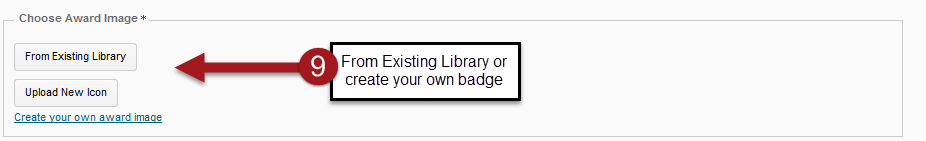 Choose Award Image *
From Existing Library
Upload New Icon
Create your own award image
9
From Existing Library or
create your own badge